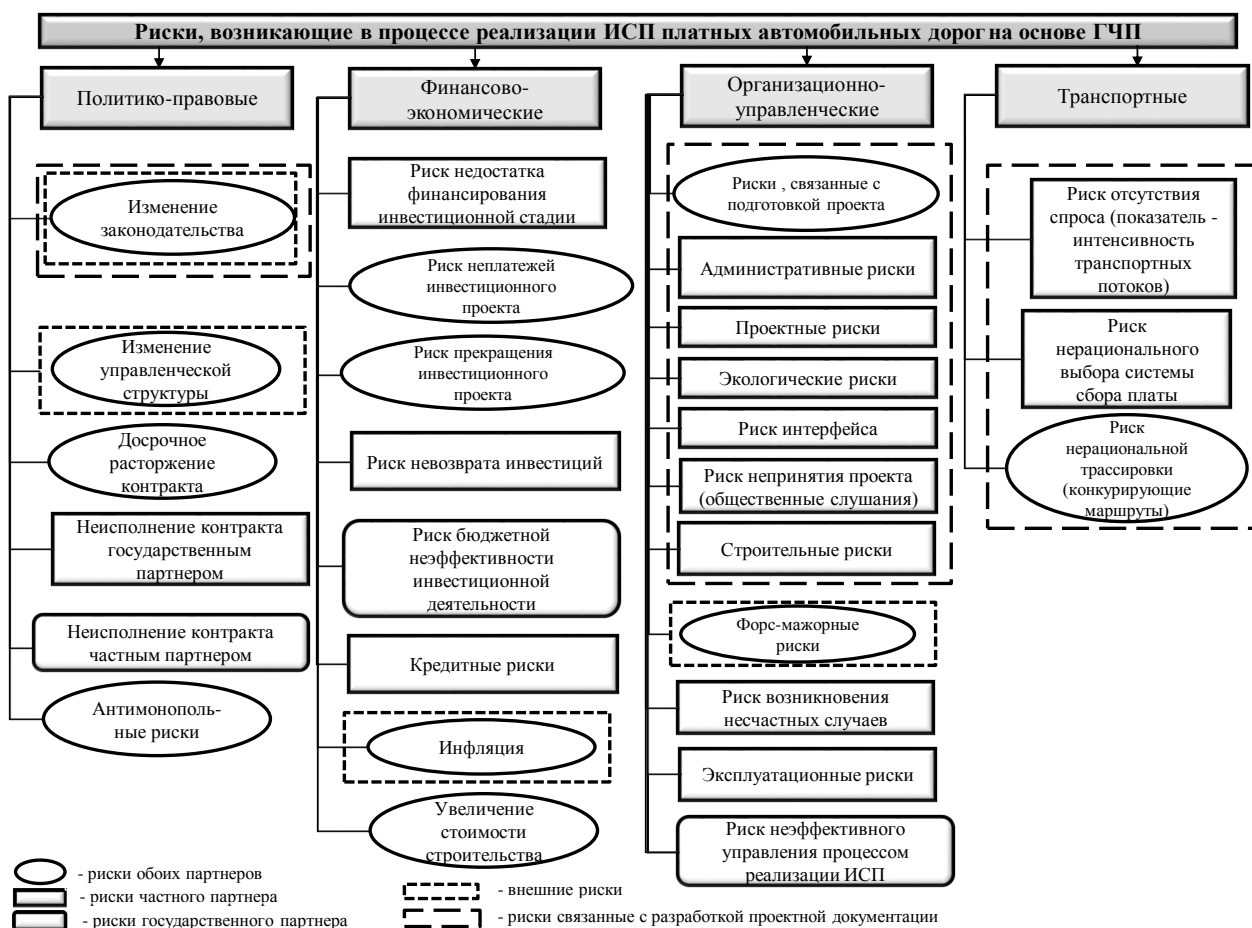 Риски, возникающие в процессе реализации ИСП платных автомобильных дорог на основе ГЧП
Политико-правовые
Изменение
законодательства
Изменение
управленческой
структуры
Досрочное
расторжение
контракта
Неисполнение контракта
государственным
партнером
Неисполнение контракта
частным партнером
Антимонополь-
ные риски
Финансово-
экономические
Риск недостатка
финансирования
инвестиционной стадии
Риск неплатежей
инвестиционного
проекта
Риск прекращения
инвестиционного
проекта
Риск невозврата инвестиций
Риск бюджетной
неэффективности
инвестиционной
деятельности
Кредитные риски
Инфляция
Увеличение
стоимости
строительства
Организационно-
управленческие
Риски , связанные с
подготовкой проекта
Административные риски
Проектные риски
Экологические риски
Риск интерфейса
Риск непринятия проекта
(общественные слушания)
Строительные риски
Форс-мажорные
риски
Риск возникновения
несчастных случаев
Эксплуатационные риски
Риск неэффективного
управления процессом
реализации ИСП
Транспортные
Риск отсутствия
спроса (показатель -
интенсивность
транспортных
потоков)
Риск
нерационального
выбора системы
сбора платы
Риск
нерациональной
трассировки
(конкурирующие
маршруты)
- риски обоих партнеров
- риски частного партнера
- риски государственного партнера
- внешние риски
- риски связанные с разработкой проектной документации